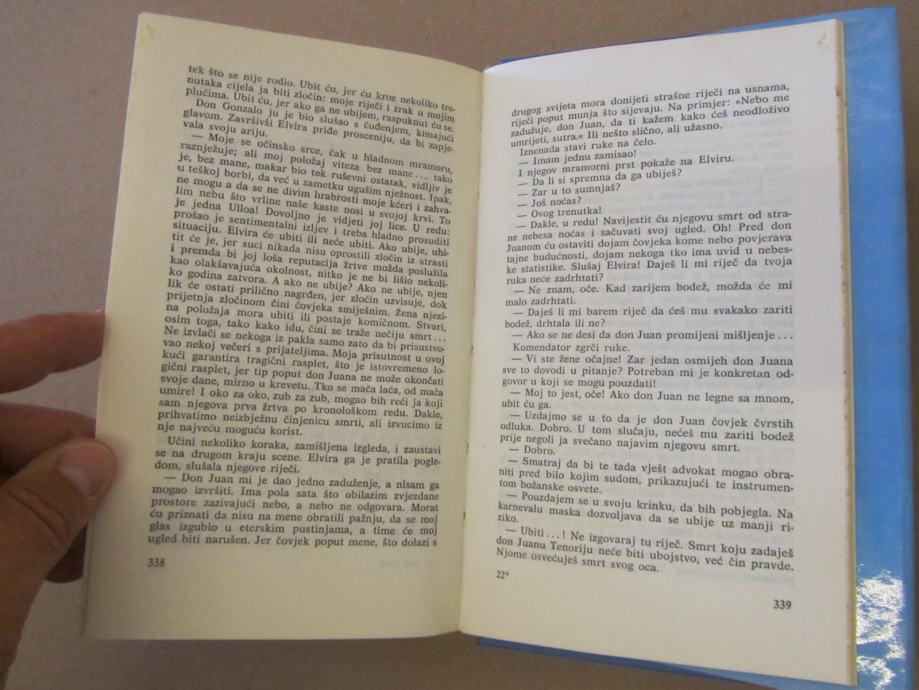 tek što se nije rodio. Ubit ću, jer ću kroz nekoliko tre-
nutaka cijela ja biti zločin: moje riječi i zrak u mojim
plućima. Ubit ću, jer ako ga ne ubijem, raspuknut ću se.
Don Gonzalo ju je bio slušao s čuđenjem, kimajući
glavom. Završivši Elvira priđe prosceniju, da bi zapje-
vala svoju ariju.
— Moje se očinsko srce, čak u hladnom mramoru,
raznježuje; ali moj položaj viteza bez mane... tako
je, bez mane, makar bio tek ruševni ostatak, vidljiv je
u teškoj borbi, da već u zametku ugušim nježnost. Ipak,
ne mogu a da se ne divim hrabrosti moje kćeri i zahva-
lim nebu što vrline naše kaste nosi u svojoj krvi. To
je jedna Ulloa! Dovoljno je vidjeti joj lice. U redu:
prošao je sentimentalni izljev i treba hladno prosuditi
situaciju. Elvira će ubiti ili neće ubiti. Ako ubije, uhi-
tit će je, jer suci nikada nisu oprostili zločin iz strasti
i premda bi joj loša reputacija žrtve možda poslužila
kao olakšavajuća okolnost, nitko je ne bi lišio nekoli-
ko godina zatvora. A ako ne ubije? Ako ne ubije, njen
lik će ostati prilično nagrđen, jer zločin uzvisuje, dok
prijetnja zločinom čini čovjeka smiješnim. Žena njezi-
na položaja mora ubiti ili postaje komičnom. Stvari,
osim toga, tako kako idu, čini se traže nečiju smrt...
Ne izvlači se nekoga iz pakla samo zato da bi prisustvo-
vao nekoj večeri s prijateljima. Moja prisutnost u ovoj
kući garantira tragični rasplet, što je istovremeno lo-
gični rasplet, jer tip poput don Juana ne može okončati
svoje dane, mirno u krevetu. Tko se mača laća, od mača
umire! I oko za oko, zub za zub, mogao bih reći ja koji
sam njegova prva žrtva po kronološkom redu. Dakle,
prihvatimo neizbježnu činjenicu smrti, ali izvucimo iz
nje najveću moguću korist.
Učini nekoliko koraka, zamišljena izgleda, i zaustavi
se na drugom kraju scene. Elvira ga je pratila pogle-
dom, slušala njegove riječi.
— Don Juan mi je dao jedno zaduženje, a nisam ga
mogao izvršiti. Ima pola sata što obilazim zvjezdane
prostore zazivajući nebo, a nebo ne odgovara. Morat
ću priznati da nisu na mene obratili pažnju, da se moj
glas izgubio u eterskim pustinjama, a time će moj
ugled biti narušen. Jer čovjek poput mene, što dolazi s
338
drugog svijeta mora donijeti strašne riječi na usnama,
riječi poput munja što sijevaju. Na primjer: »Nebo me
zadužuje, don Juan, da ti kažem kako ćeš neodloživo
umrijeti, sutra.« Ili nešto slično, ali užasno.
Iznenada stavi ruke na čelo.
— Imam jednu zamisao!
I njegov mramorni prst pokaže na Elviru.
— Da li si spremna da ga ubiješ?
— Zar u to sumnjaš?
— Još noćas?
— Ovog trenutka!
— Dakle, u redu! Navijestit ću njegovu smrt od stra-
ne nebesa noćas i sačuvati svoj ugled. Oh! Pred don
Juanom ću ostaviti dojam čovjeka kome nebo povjerava
tajne budućnosti, dojam nekoga tko ima uvid u nebes-
ke statistike. Slušaj Elvira! Daješ li mi riječ da tvoja
ruka neće zadrhtati?
— Ne znam, oče. Kad zarijem bodež, možda će mi
malo zadrhtati.
— Daješ li mi barem riječ da ćeš mu svakako zariti
bodež, drhtala ili ne?
— Ako se ne desi da don Juan promijeni mišljenje...
Komendator zgrči ruke.
— Vi ste žene očajne! Zar jedan osmijeh don Juana
sve to dovodi u pitanje? Potreban mi je konkretan od-
govor u koji se mogu pouzdati!
— Moj to jest, oče! Ako don Juan ne legne sa mnom,
ubit ću ga.
— Uzdajmo se u to da je don Juan čovjek čvrstih
odluka. Dobro. U tom slučaju, nećeš mu zariti bodež
prije negoli ja svečano najavim njegovu smrt.
— Dobro.
— Smatraj da bi te tada vješt advokat mogao obra-
niti pred bilo kojim sudom, prikazujući te instrumen-
tom božanske osvete.
— Pouzdajem se u svoju krinku, da bih pobjegla. Na
karnevalu maska dozvoljava da se ubije uz manji ri-
ziko.
— Ubiti...! Ne izgovaraj tu riječ. Smrt koju zadaješ
don Juanu Tenoriju neće biti ubojstvo, već čin pravde.
Njome osvećuješ smrt svog oca.
22*
339